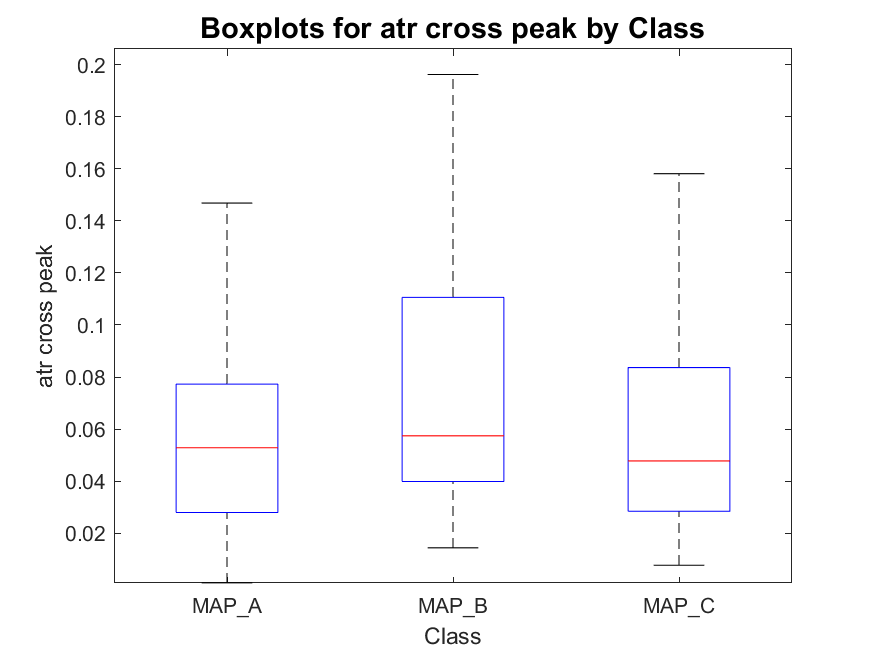 Boxplots for atr cross peak by Class
0.2
0.18
0.16
0.14
0.12
0.1
0.08
0.06
0.04
0.02
atr cross peak
MAP_A MAP_B MAP_C
Class